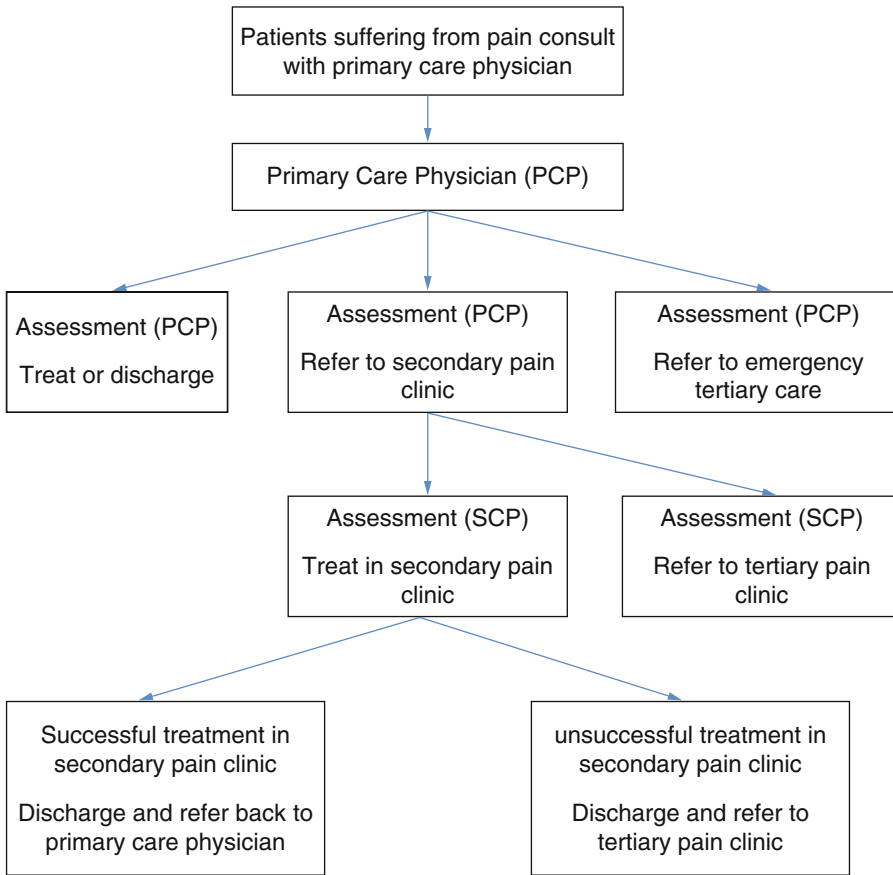 Patients suffering from pain consult
with primary care physician
Primary Care Physician (PCP)
Assessment (PCP)
Treat or discharge
Assessment (PCP)
Refer to secondary pain
clinic
Assessment (PCP)
Refer to emergency
tertiary care
Assessment (SCP)
Treat in secondary pain
clinic
Assessment (SCP)
Refer to tertiary pain
clinic
Successful treatment in
secondary pain clinic
Discharge and refer back to
primary care physician
unsuccessful treatment in
secondary pain clinic
Discharge and refer to
tertiary pain clinic